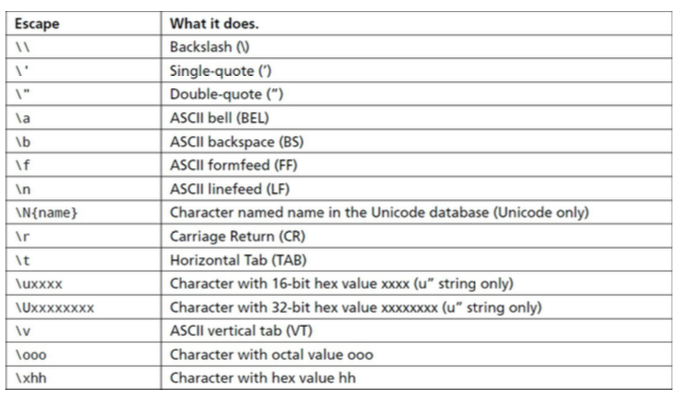 Escape What it does.
\\ Backslash (\)
\' Single-quote (’)
\" Double-quote (”)
\a ASCII bell (BEL)
\b ASCII backspace (BS)
\f ASCII formfeed (FF)
\n ASCII linefeed (LF)
\N{name} Character named name in the Unicode database (Unicode only)
\r Carriage Return (CR)
\t Horizontal Tab (TAB)
\uxxxx Character with 16-bit hex value xxxx (u” string only)
\Uxxxxxxxx Character with 32-bit hex value xxxxxxxx (u” string only)
\v ASCII vertical tab (VT)
\ooo Character with octal value ooo
\xhh Character with hex value hh